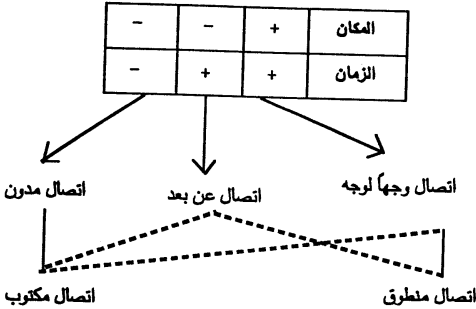 المكان + – –
الزمان + + –
اتصال وجهاً لوجه اتصال عن بعد اتصال مدون
اتصال منطوق اتصال مكتوب